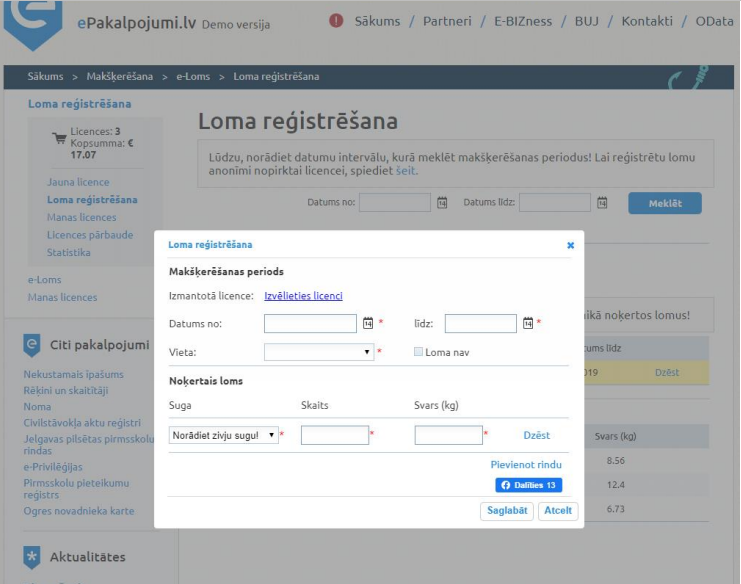 ePakalpojumi.lv Demo versija
Sākums / Partneri / E-BIZness / BUJ / Kontakti / OData
Sākums > Makšķerēšana > e-Loms > Loma reģistrēšana
Loma reģistrēšana
Licences: 3
Kopsumma: €
17.07
Jauna licence
Loma reģistrēšana
Manas licences
Licences pārbaude
Statistika
e-Loms
Manas licences
Citi pakalpojumi
Nekustamais īpašums
Rēķini un skaitītāji
Noma
Civilstāvokļa aktu reģistri
Jelgavas pilsētas pirmsskolu
rindas
e-Privilēģijas
Pirmsskolu pieteikumu
reģistrs
Ogres novadnieka karte
Aktualitātes
Loma reģistrēšana
Lūdzu, norādiet datumu intervālu, kurā meklēt makšķerēšanas periodus! Lai reģistrētu lomu
anonīmi nopirktai licencei, spiediet šeit.
Datums no: 14 Datums līdz: 14 Meklēt
Loma reģistrēšana
Makšķerēšanas periods
Izmantotā licence: Izvēlieties licenci
Datums no: 14 * līdz: 14 *
Vieta: * Loma nav
Noķertais loms
Suga Skaits Svars (kg)
Norādiet zivju sugu! * * * Dzēst
Pievienot rindu
Dalīties 13
Saglabāt Atcelt
noķertos lomus!
līdz
019 Dzēst
Svars (kg)
8.56
12.4
6.73